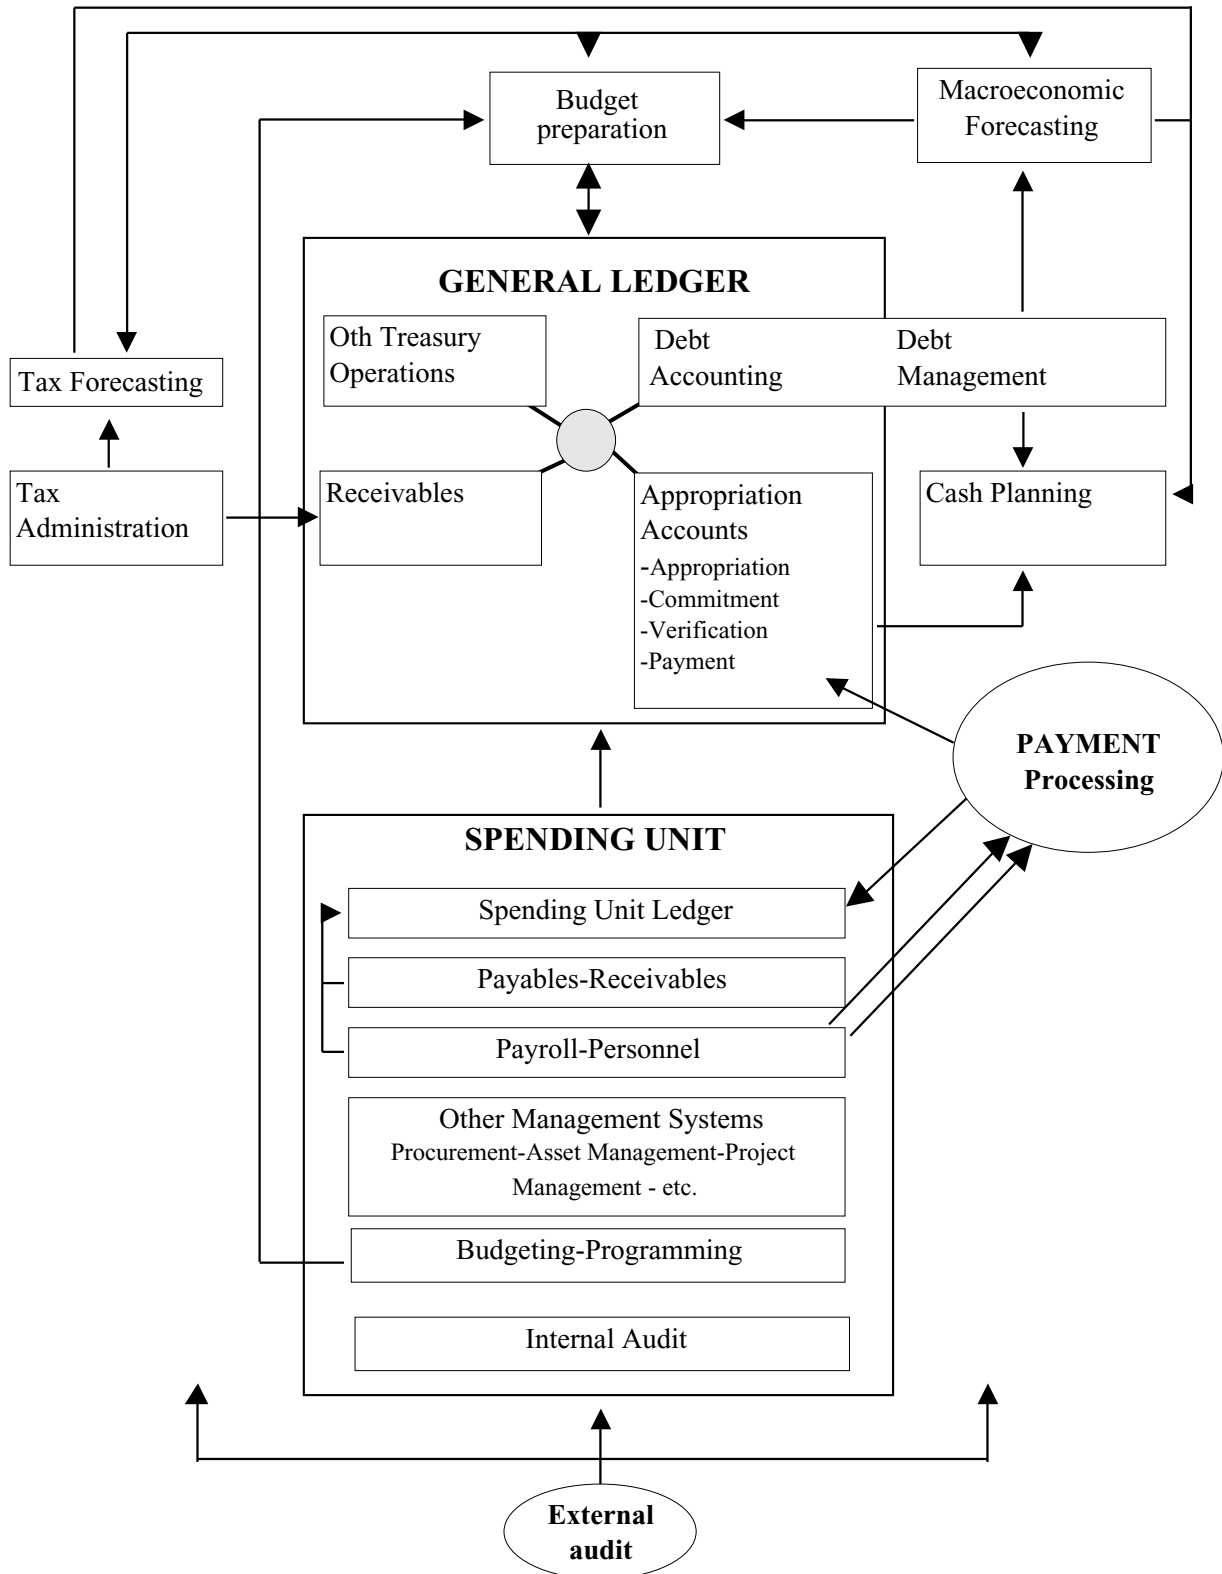 Budget
preparation
Macroeconomic
Forecasting
GENERAL LEDGER
Oth Treasury
Operations
Debt
Accounting
Debt
Management
Tax Forecasting
Tax
Administration
Receivables
Appropriation
Accounts
-Appropriation
-Commitment
-Verification
-Payment
Cash Planning
PAYMENT
Processing
SPENDING UNIT
Spending Unit Ledger
Payables-Receivables
Payroll-Personnel
Other Management Systems
Procurement-Asset Management-Project
Management - etc.
Budgeting-Programming
Internal Audit
External
audit